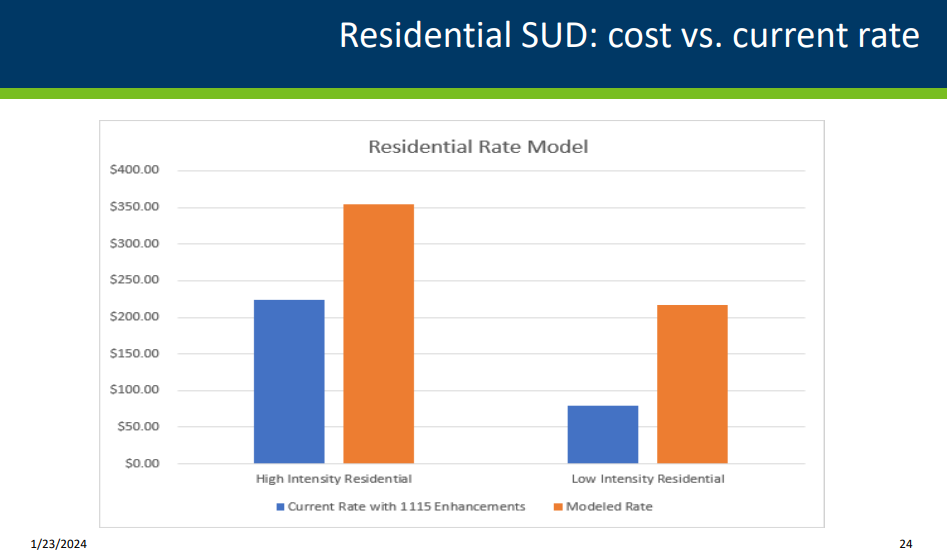 Residential SUD: cost vs. current rate
Residential Rate Model
$400.00
$350.00
$300.00
$250.00
$200.00
$150.00
$100.00
$50.00
$0.00
High Intensity Residential
Low Intensity Residential
Current Rate with 1115 Enhancements
Modeled Rate
1/23/2024
24